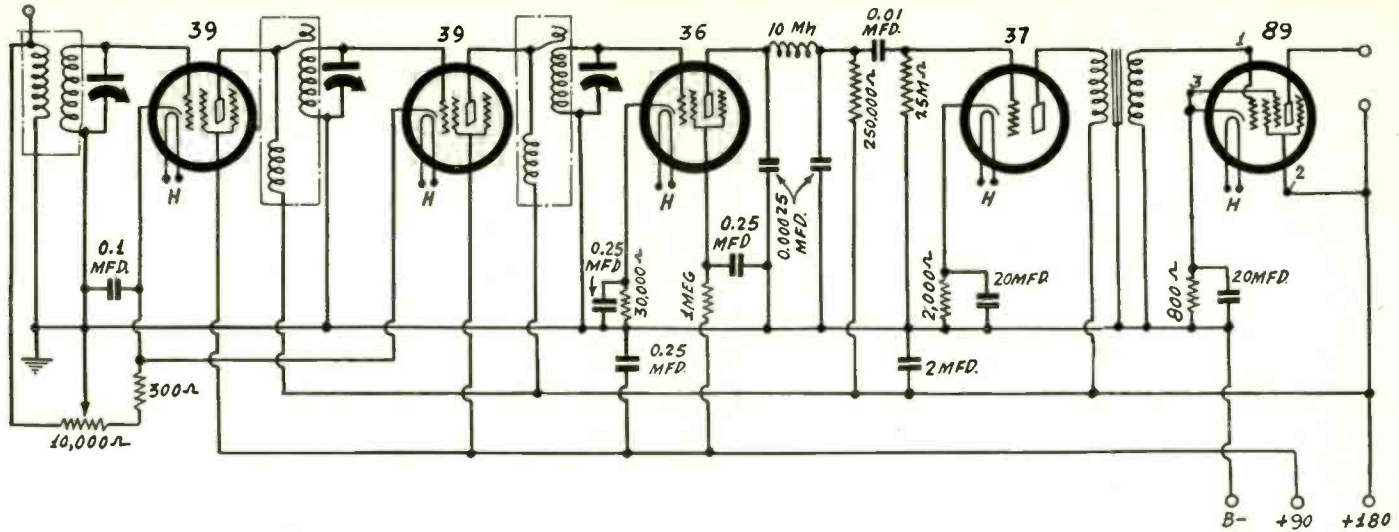 39
39
36
10 Mh
0.01
MFD.
37
1
89
3
250,000Ω
.25MΩ
H
H
H
H
2
H
0.00025
MFD.
0.1
MFD.
0.25
MFD
30,000Ω
1MEG
0.25
MFD
2,000Ω
20MFD.
800Ω
20MFD.
300Ω
0.25
MFD.
2MFD.
10,000Ω
B-
+90
+180